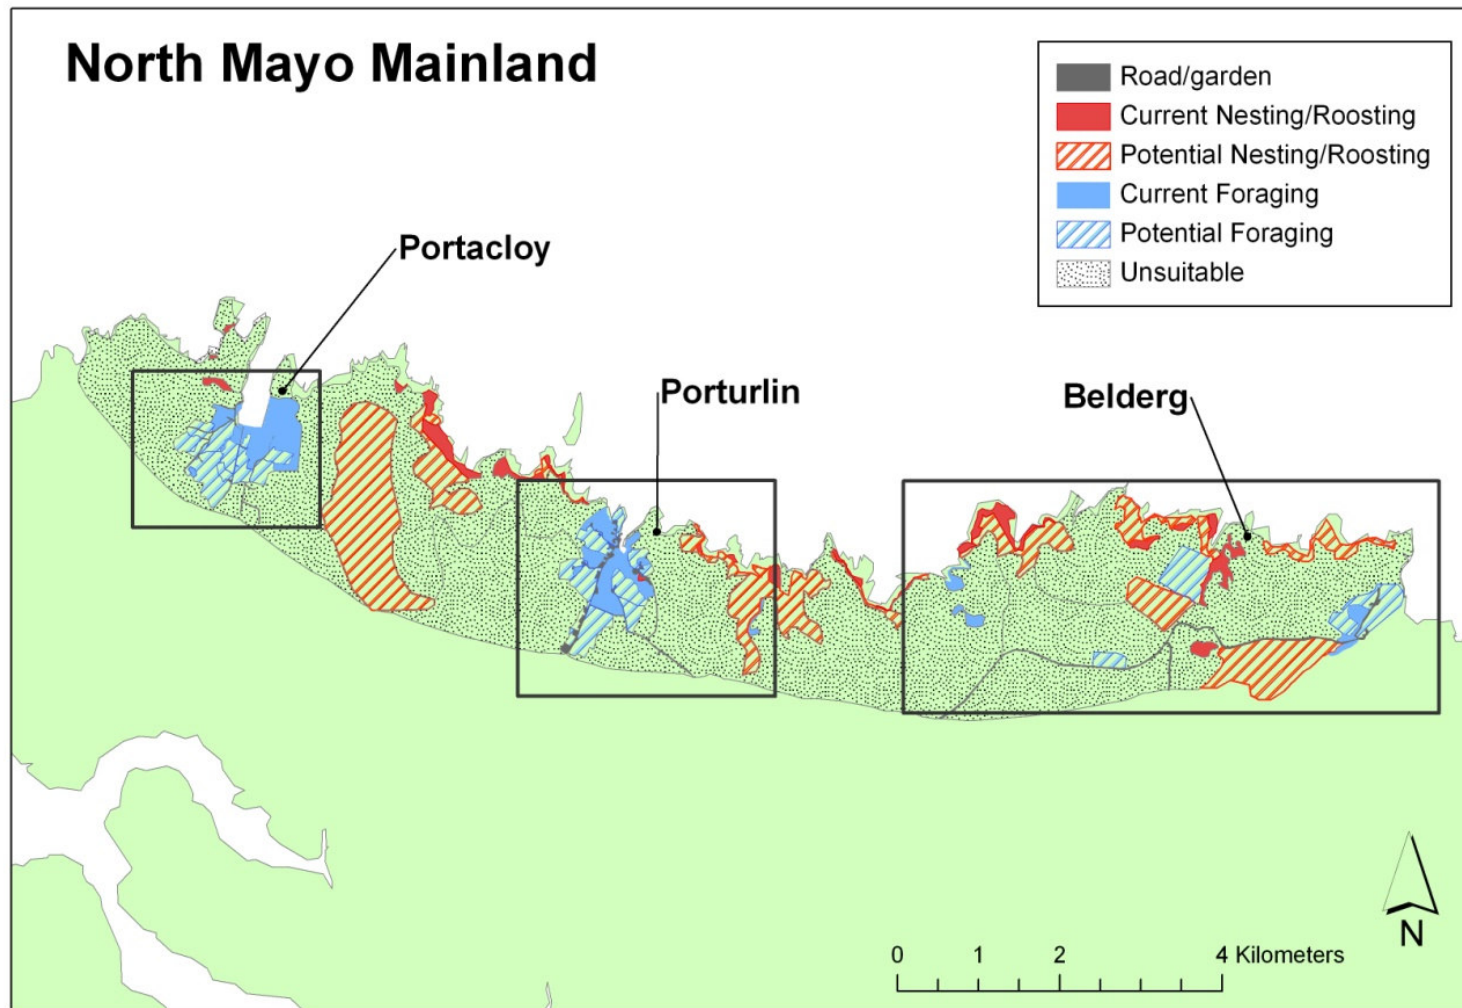 North Mayo Mainland
Road/garden
Current Nesting/Roosting
Potential Nesting/Roosting
Current Foraging
Potential Foraging
Unsuitable
Portacloy
Porturlin
Belderg
N
0 1 2 4 Kilometers